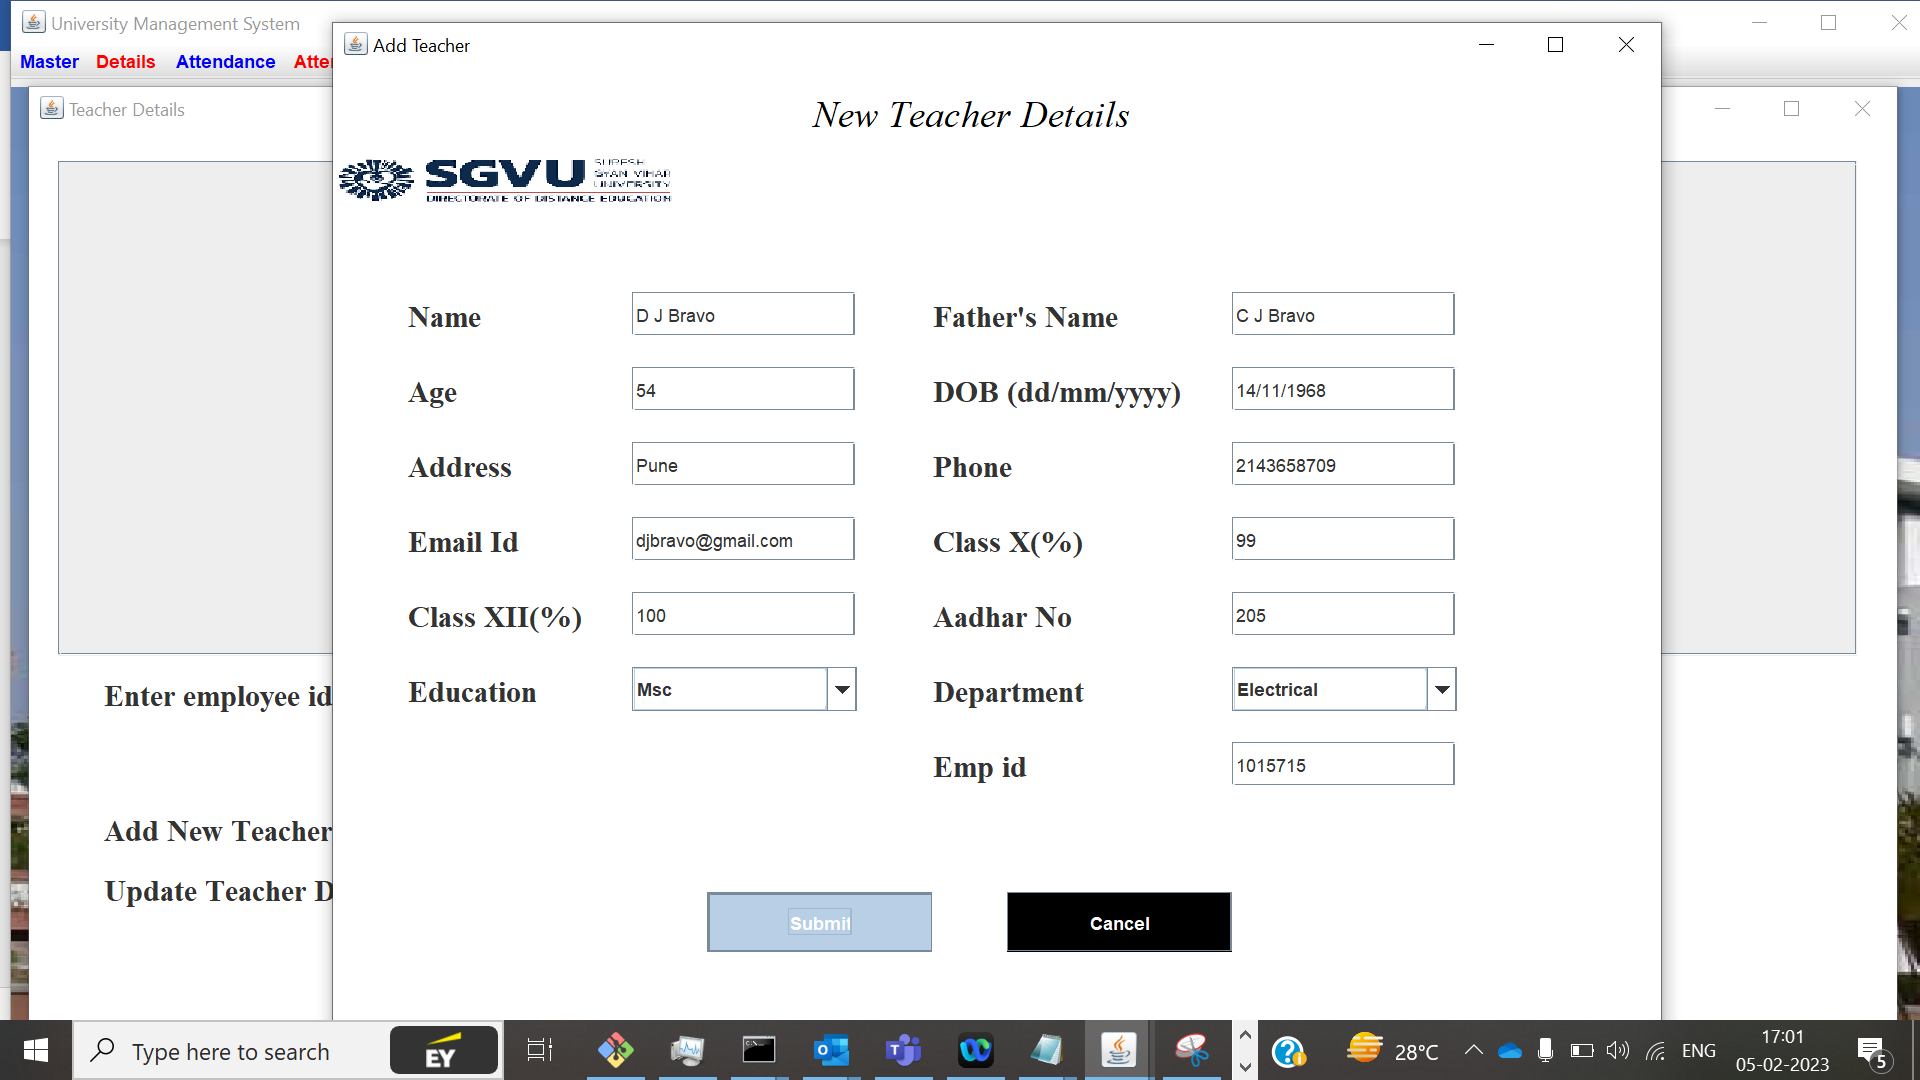 University Management System
Add Teacher
Master Details Attendance Atte
Teacher Details
New Teacher Details
SGVU SURESH GYAN VIHAR UNIVERSITY
DIRECTORATE OF DISTANCE EDUCATION
Name D J Bravo Father's Name C J Bravo
Age 54 DOB (dd/mm/yyyy) 14/11/1968
Address Pune Phone 2143658709
Email Id djbravo@gmail.com Class X(%) 99
Class XII(%) 100 Aadhar No 205
Education Msc Department Electrical
Enter employee id
Emp id 1015715
Add New Teacher
Update Teacher D
Submit Cancel
Type here to search EY 28°C ENG 17:01
05-02-2023 5